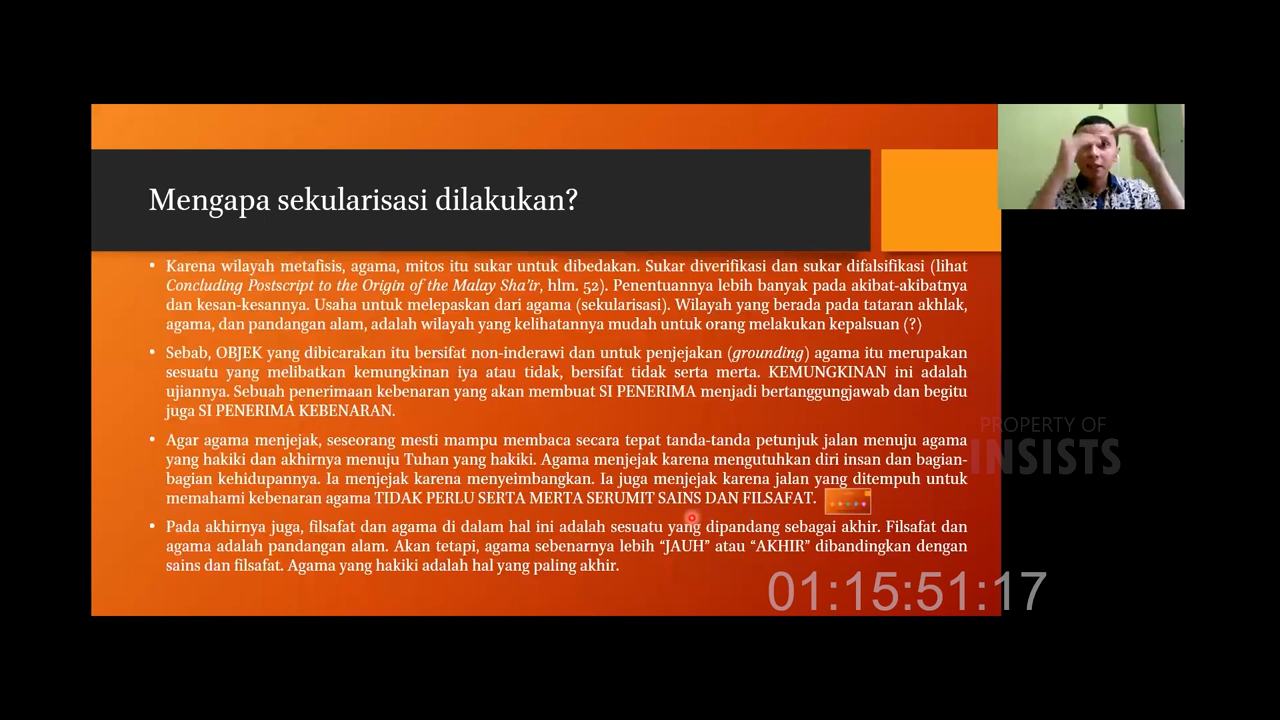 Mengapa sekularisasi dilakukan?
• Karena wilayah metafisis, agama, mitos itu sukar untuk dibedakan. Sukar diverifikasi dan sukar difalsifikasi (lihat
Concluding Postscript to the Origin of the Malay Sha’ir, hlm. 52). Penentuannya lebih banyak pada akibat-akibatnya
dan kesan-kesannya. Usaha untuk melepaskan dari agama (sekularisasi). Wilayah yang berada pada tataran akhlak,
agama, dan pandangan alam, adalah wilayah yang kelihatannya mudah untuk orang melakukan kepalsuan (?)
• Sebab, OBJEK yang dibicarakan itu bersifat non-inderawi dan untuk penjejakan (grounding) agama itu merupakan
sesuatu yang melibatkan kemungkinan iya atau tidak, bersifat tidak serta merta. KEMUNGKINAN ini adalah
ujiannya. Sebuah penerimaan kebenaran yang akan membuat SI PENERIMA menjadi bertanggungjawab dan begitu
juga SI PENERIMA KEBENARAN.
• Agar agama menjejak, seseorang mesti mampu membaca secara tepat tanda-tanda petunjuk jalan menuju agama
yang hakiki dan akhirnya menuju Tuhan yang hakiki. Agama menjejak karena mengutuhkan diri insan dan bagian-
bagian kehidupannya. Ia menjejak karena menyeimbangkan. Ia juga menjejak karena jalan yang ditempuh untuk
memahami kebenaran agama TIDAK PERLU SERTA MERTA SERUMIT SAINS DAN FILSAFAT.
• Pada akhirnya juga, filsafat dan agama di dalam hal ini adalah sesuatu yang dipandang sebagai akhir. Filsafat dan
agama adalah pandangan alam. Akan tetapi, agama sebenarnya lebih “JAUH” atau “AKHIR” dibandingkan dengan
sains dan filsafat. Agama yang hakiki adalah hal yang paling akhir.
PROPERTY OF
INSISTS
01:15:51:17